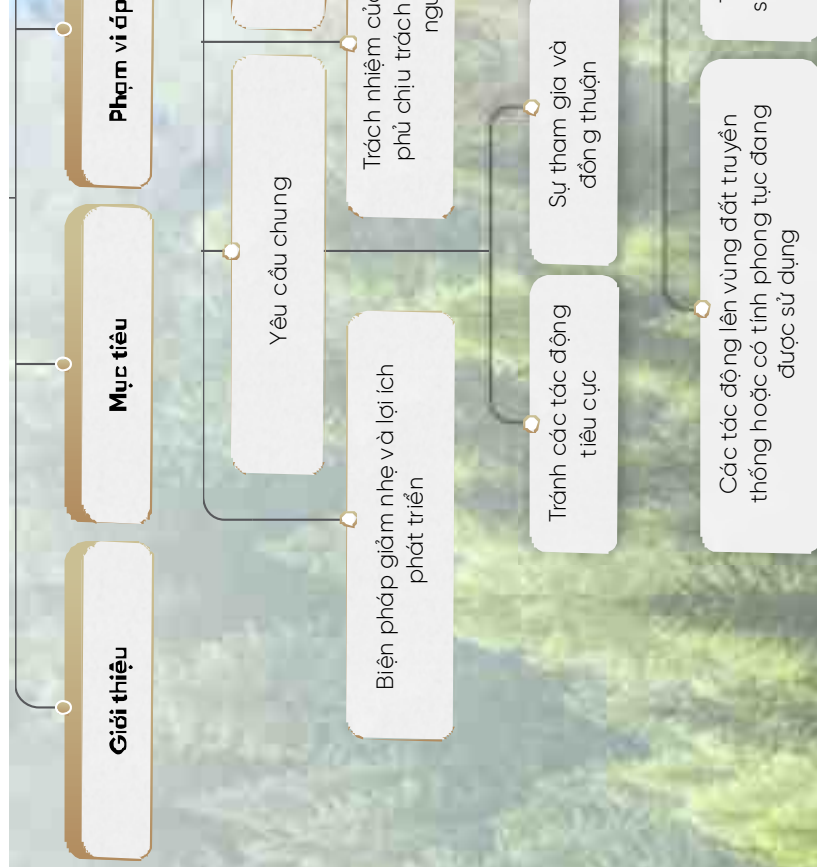 Giới thiệu
Mục tiêu
Phạm vi áp
Yêu cầu chung
Biện pháp giảm nhẹ và lợi ích
phát triển
Trách nhiệm
phủ chịu trách
Tránh các tác động
tiêu cực
Sự tham gia và
đồng thuận
Các tác động lên vùng đất truyền
thống hoặc có tính phong tục đang
được sử dụng